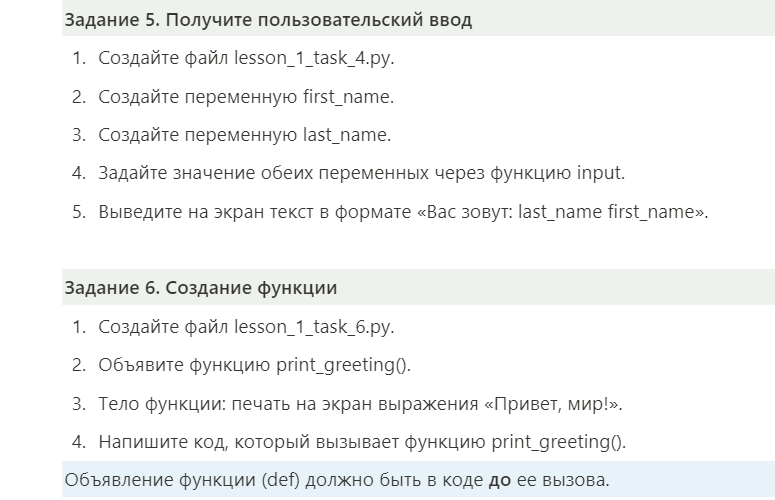 Задание 5. Получите пользовательский ввод
1. Создайте файл lesson_1_task_4.py.
2. Создайте переменную first_name.
3. Создайте переменную last_name.
4. Задайте значение обеих переменных через функцию input.
5. Выведите на экран текст в формате «Вас зовут: last_name first_name».
Задание 6. Создание функции
1. Создайте файл lesson_1_task_6.py.
2. Объявите функцию print_greeting().
3. Тело функции: печать на экран выражения «Привет, мир!».
4. Напишите код, который вызывает функцию print_greeting().
Объявление функции (def) должно быть в коде до ее вызова.